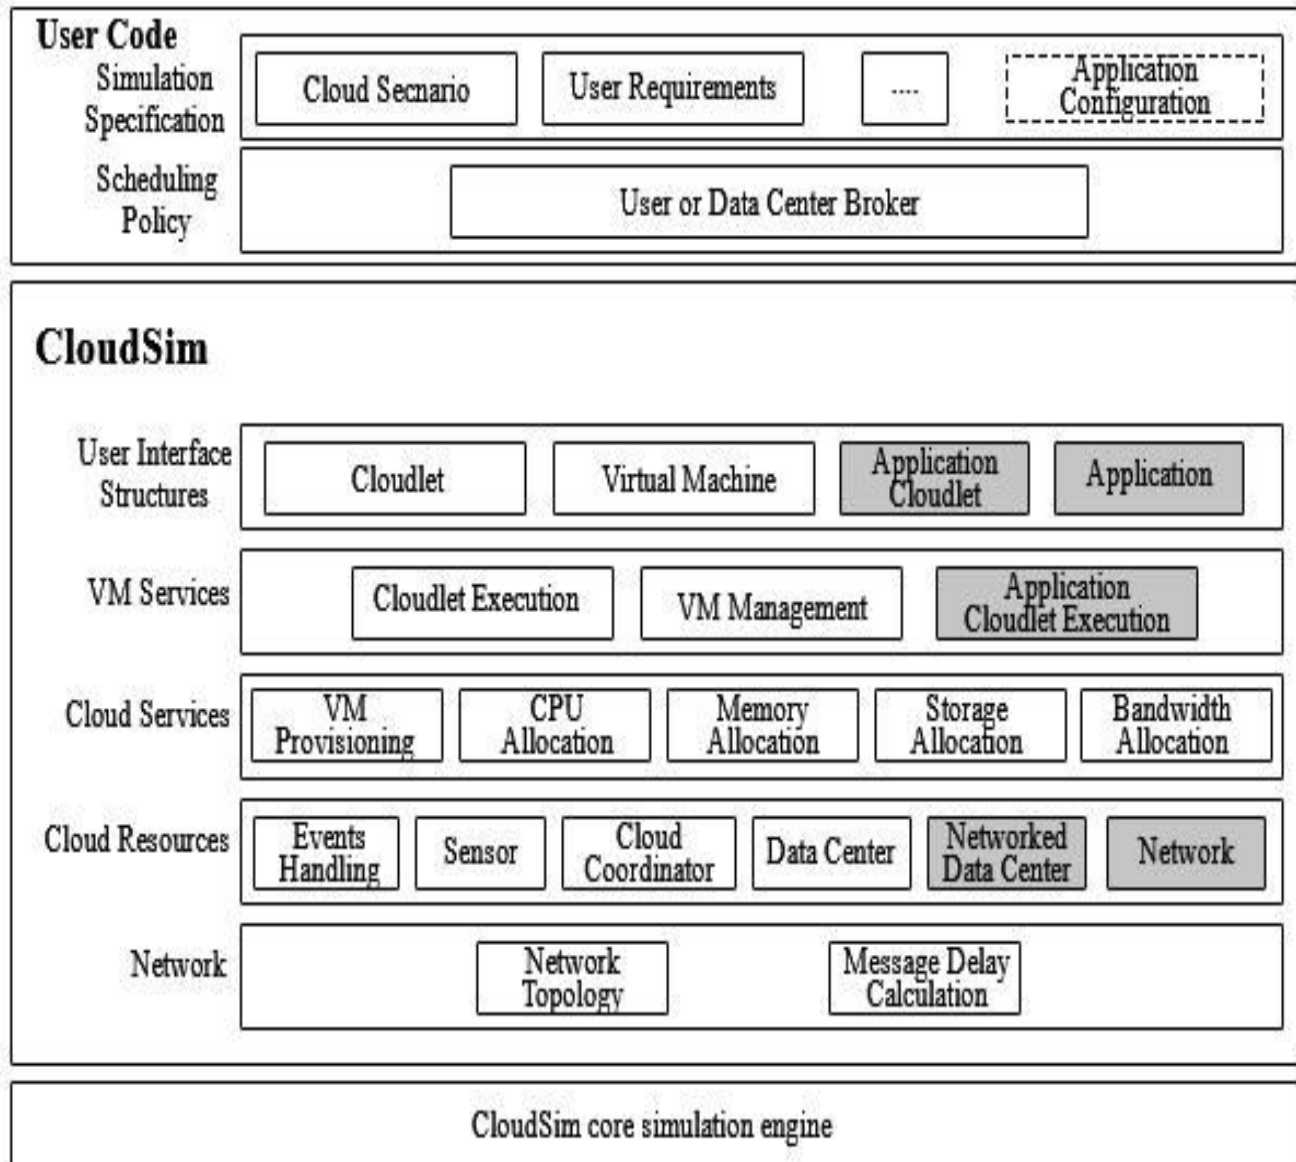 User Code
Simulation
Specification
Cloud Secnario
User Requirements
....
Application
Configuration
Scheduling
Policy
User or Data Center Broker
CloudSim
User Interface
Structures
Cloudlet
Virtual Machine
Application
Cloudlet
Application
VM Services
Cloudlet Execution
VM Management
Application
Cloudlet Execution
Cloud Services
VM
Provisioning
CPU
Allocation
Memory
Allocation
Storage
Allocation
Bandwidth
Allocation
Cloud Resources
Events
Handling
Sensor
Cloud
Coordinator
Data Center
Networked
Data Center
Network
Network
Network
Topology
Message Delay
Calculation
CloudSim core simulation engine